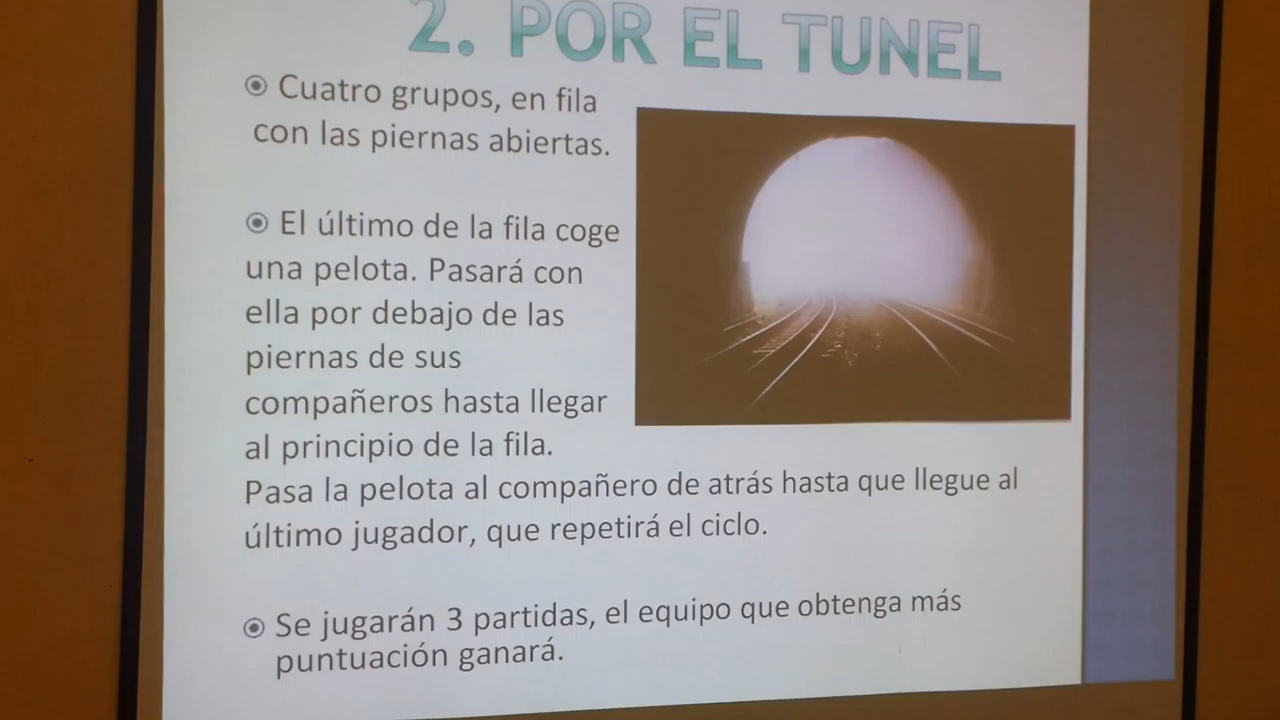 2. POR EL TUNEL
Cuatro grupos, en fila
con las piernas abiertas.
El último de la fila coge
una pelota. Pasará con
ella por debajo de las
piernas de sus
compañeros hasta llegar
al principio de la fila.
Pasa la pelota al compañero de atrás hasta que llegue al
último jugador, que repetirá el ciclo.
Se jugarán 3 partidas, el equipo que obtenga más
puntuación ganará.